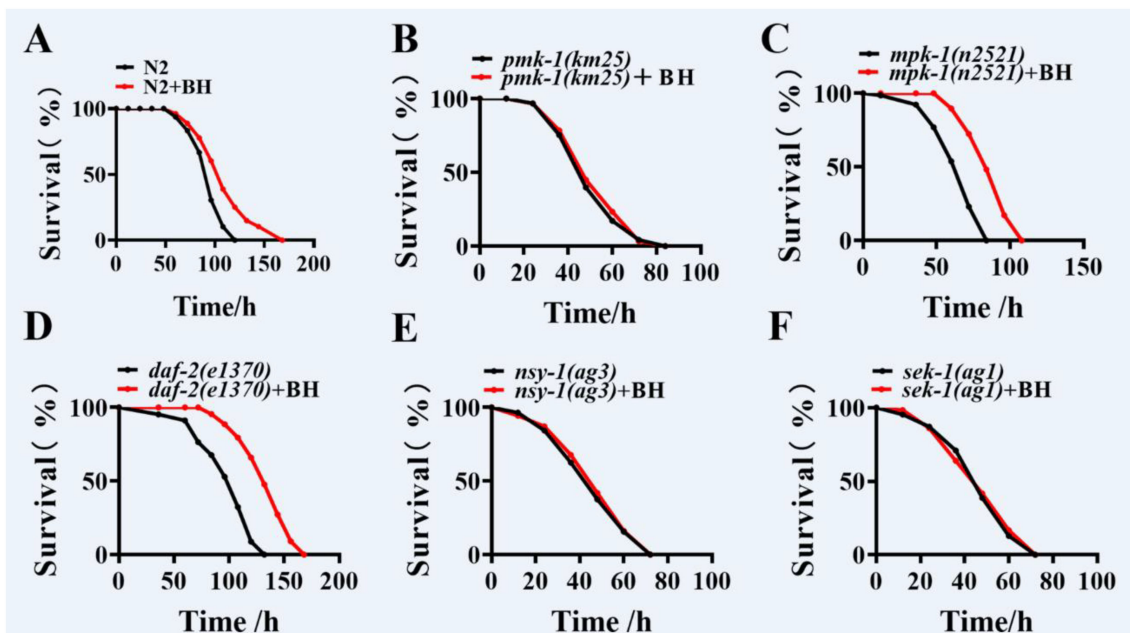 A
N2
N2+BH
Survival( %)
100
50
0
0 50 100 150 200
Time/h
B
pmk-1(km25)
pmk-1(km25)+BH
Survival( %)
100
50
0
0 20 40 60 80 100
Time/h
C
mpk-1(n2521)
mpk-1(n2521)+BH
Survival( %)
100
50
0
0 50 100 150
Time /h
D
daf-2(e1370)
daf-2(e1370)+BH
Survival( %)
100
50
0
0 50 100 150 200
Time /h
E
nsy-1(ag3)
nsy-1(ag3)+BH
Survival( %)
100
50
0
0 20 40 60 80 100
Time /h
F
sek-1(ag1)
sek-1(ag1)+BH
Survival( %)
100
50
0
0 20 40 60 80 100
Time /h